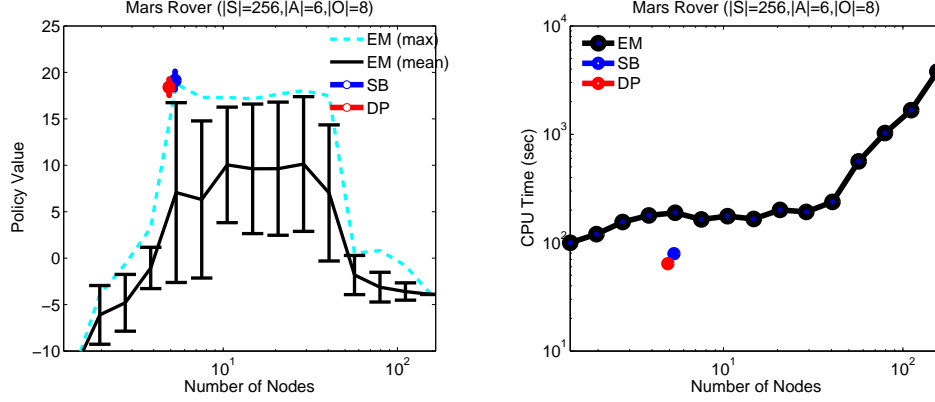 Mars Rover (|S|=256,|A|=6,|O|=8)
25
20
15
10
5
0
−5
−10
Policy Value
10^1
10^2
Number of Nodes
EM (max)
EM (mean)
SB
DP
Mars Rover (|S|=256,|A|=6,|O|=8)
10^4
10^3
10^2
10^1
CPU Time (sec)
10^1
10^2
Number of Nodes
EM
SB
DP